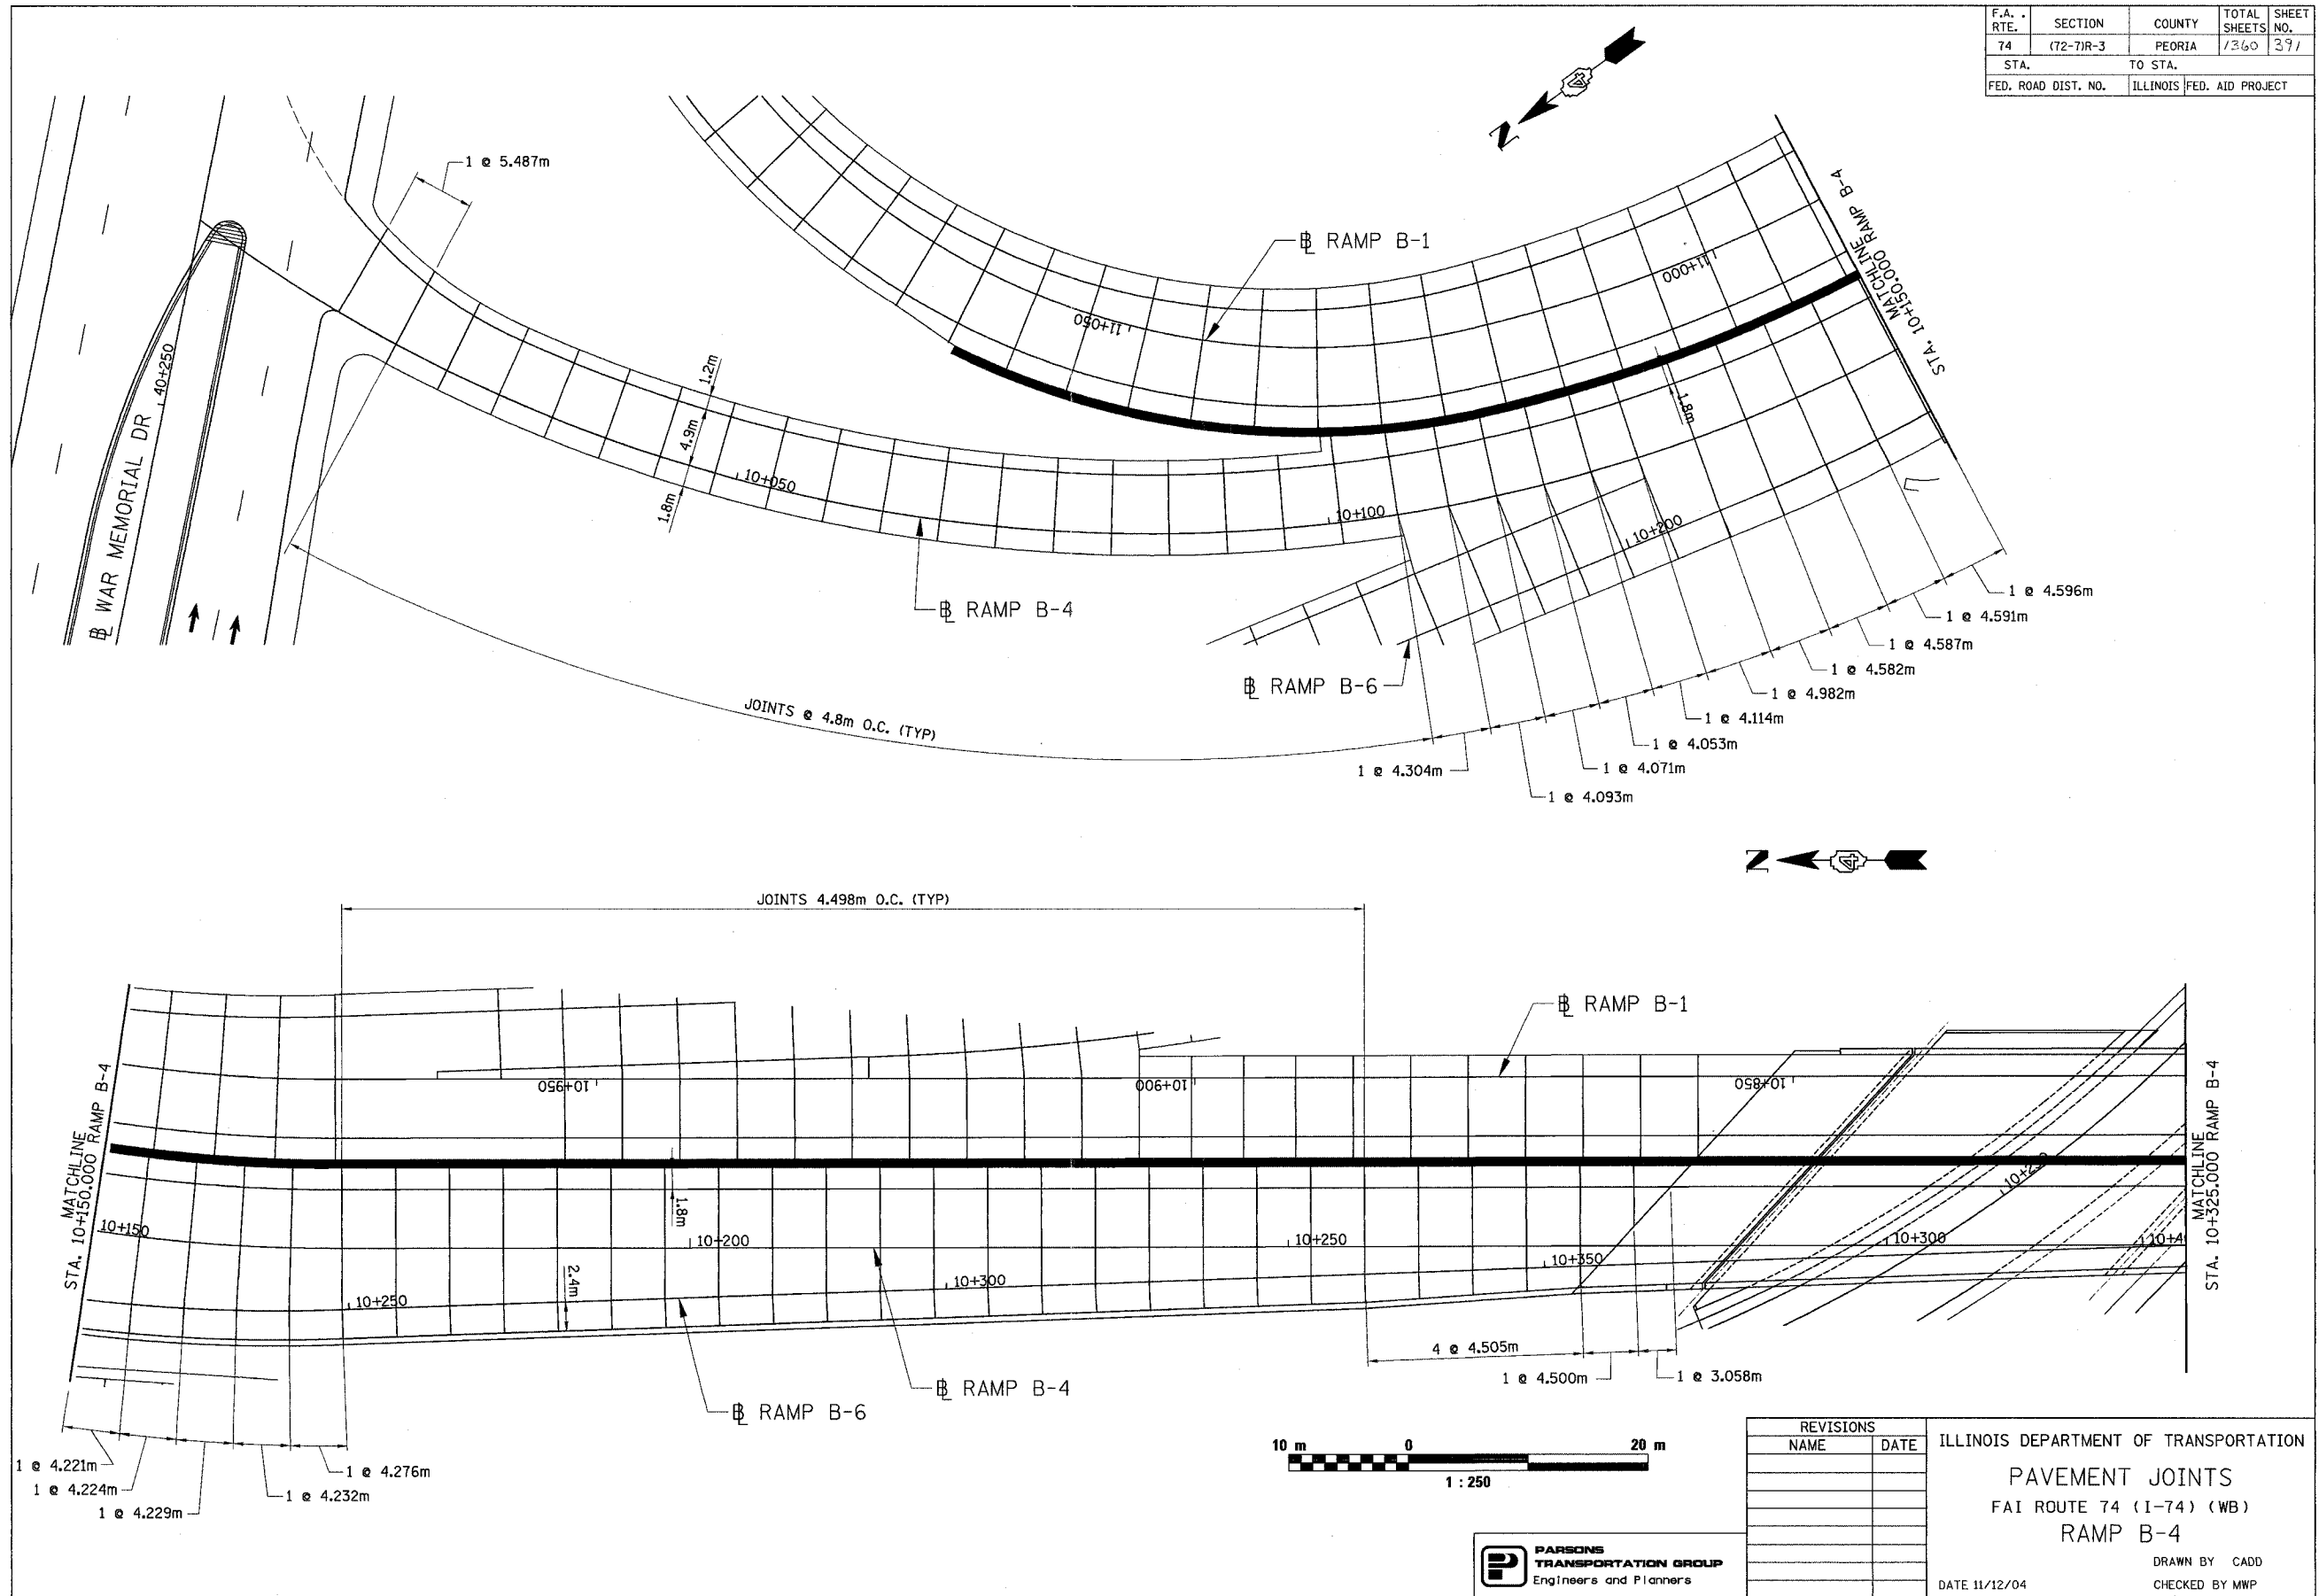 F.A. . RTE. SECTION COUNTY TOTAL SHEETS SHEET NO.
74 (72-7)R-3 PEORIA 1360 391
STA. TO STA.
FED. ROAD DIST. NO. ILLINOIS FED. AID PROJECT
N
1 @ 5.487m
℄ RAMP B-1
MATCHLINE
STA. 10+150.000 RAMP B-4
11+000
11+050
40+250
℄ WAR MEMORIAL DR
1.2m
4.9m
1.8m
1.8m
10+050
10+100
10+200
℄ RAMP B-4
℄ RAMP B-6
JOINTS @ 4.8m O.C. (TYP)
1 @ 4.596m
1 @ 4.591m
1 @ 4.587m
1 @ 4.582m
1 @ 4.982m
1 @ 4.114m
1 @ 4.053m
1 @ 4.071m
1 @ 4.304m
1 @ 4.093m
N
JOINTS 4.498m O.C. (TYP)
℄ RAMP B-1
MATCHLINE
STA. 10+150.000 RAMP B-4
10+950
10+900
10+850
10+150
1.8m
10+200
10+250
10+300
2.4m
10+250
10+300
10+350
MATCHLINE
STA. 10+325.000 RAMP B-4
4 @ 4.505m
1 @ 4.500m
1 @ 3.058m
℄ RAMP B-4
℄ RAMP B-6
1 @ 4.221m
1 @ 4.224m
1 @ 4.229m
1 @ 4.232m
1 @ 4.276m
10 m 0 20 m
1 : 250
REVISIONS
NAME DATE
ILLINOIS DEPARTMENT OF TRANSPORTATION
PAVEMENT JOINTS
FAI ROUTE 74 (I-74) (WB)
RAMP B-4
DRAWN BY CADD
DATE 11/12/04 CHECKED BY MWP
PARSONS
TRANSPORTATION GROUP
Engineers and Planners